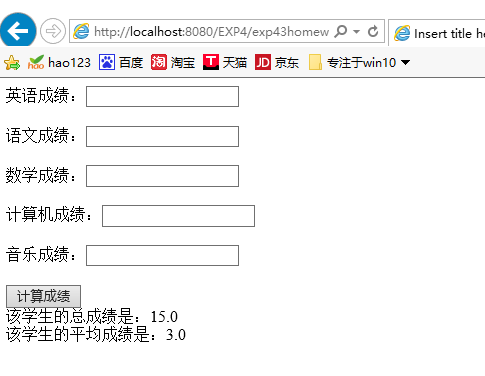 http://localhost:8080/EXP4/exp43homew
Insert title h
hao123 百度 淘 淘宝 T 天猫 JD 京东 专注于win10
英语成绩：
语文成绩：
数学成绩：
计算机成绩：
音乐成绩：
计算成绩
该学生的总成绩是：15.0
该学生的平均成绩是：3.0